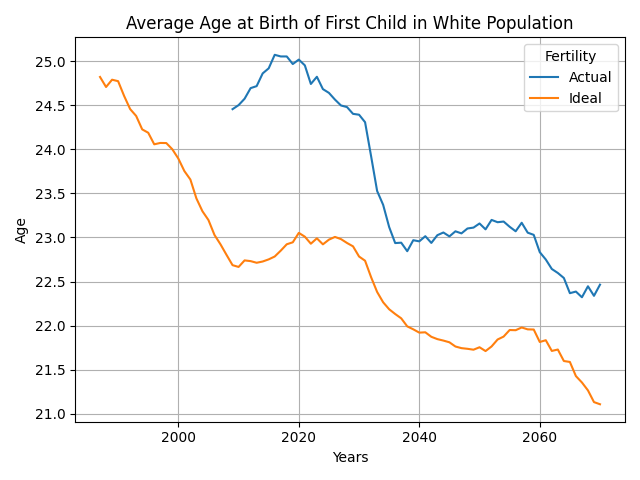 Average Age at Birth of First Child in White Population
Fertility
Actual
Ideal
Age
25.0
24.5
24.0
23.5
23.0
22.5
22.0
21.5
21.0
2000
2020
2040
2060
Years